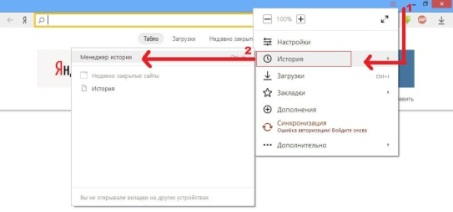 1
Табло Загрузки Недавно закрытые
100%
Настройки
2
Менеджер истории
История
Недавно закрытые сайты
История
Загрузки Ctrl+J
Закладки
Дополнения
Синхронизация
Ошибка авторизации! Войдите снова
Дополнительно
Вы не открывали вкладки на других устройствах